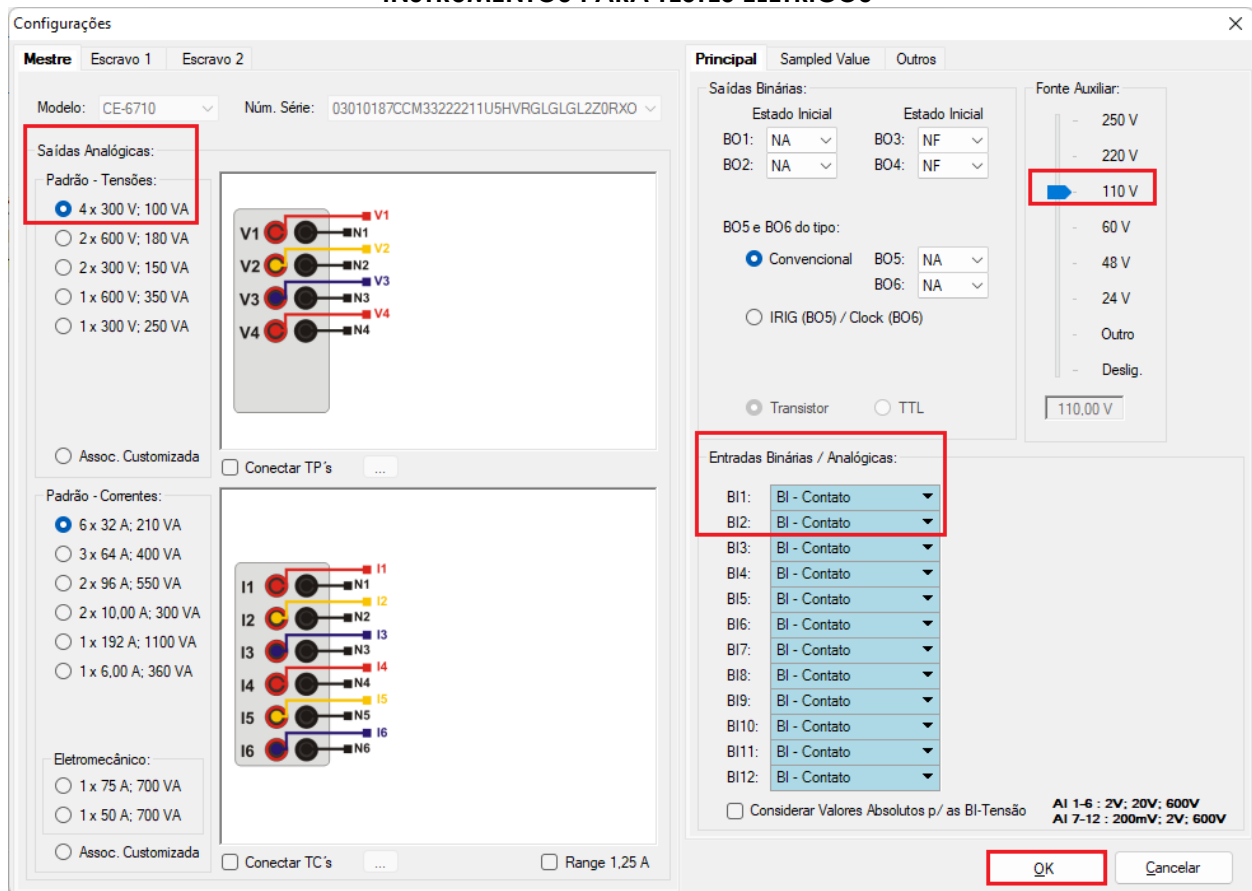 INSTRUMENTOS PARA TESTES ELÉTRICOS
Configurações
Mestre Escravo 1 Escravo 2
Modelo: CE-6710 Núm. Série: 03010187CCM33222211U5HVRGLGLGL2Z0RXO
Saídas Analógicas:
Padrão - Tensões:
4 x 300 V; 100 VA
2 x 600 V; 180 VA
2 x 300 V; 150 VA
1 x 600 V; 350 VA
1 x 300 V; 250 VA
Assoc. Customizada
V1 V1
N1
V2 V2
N2
V3 V3
N3
V4 V4
N4
Conectar TP´s ...
Padrão - Correntes:
6 x 32 A; 210 VA
3 x 64 A; 400 VA
2 x 96 A; 550 VA
2 x 10,00 A; 300 VA
1 x 192 A; 1100 VA
1 x 6,00 A; 360 VA
Eletromecânico:
1 x 75 A; 700 VA
1 x 50 A; 700 VA
Assoc. Customizada
I1 I1
N1
I2 I2
N2
I3 I3
N3
I4 I4
N4
I5 I5
N5
I6 I6
N6
Conectar TC´s ... Range 1,25 A
Principal Sampled Value Outros
Saídas Binárias:
Estado Inicial Estado Inicial
BO1: NA BO3: NF
BO2: NA BO4: NF
BO5 e BO6 do tipo:
Convencional BO5: NA
BO6: NA
IRIG (BO5) / Clock (BO6)
Transistor TTL
Fonte Auxiliar:
250 V
220 V
110 V
60 V
48 V
24 V
Outro
Deslig.
110,00 V
Entradas Binárias / Analógicas:
BI1: BI - Contato
BI2: BI - Contato
BI3: BI - Contato
BI4: BI - Contato
BI5: BI - Contato
BI6: BI - Contato
BI7: BI - Contato
BI8: BI - Contato
BI9: BI - Contato
BI10: BI - Contato
BI11: BI - Contato
BI12: BI - Contato
Considerar Valores Absolutos p/ as BI-Tensão
AI 1-6 : 2V; 20V; 600V
AI 7-12 : 200mV; 2V; 600V
OK Cancelar